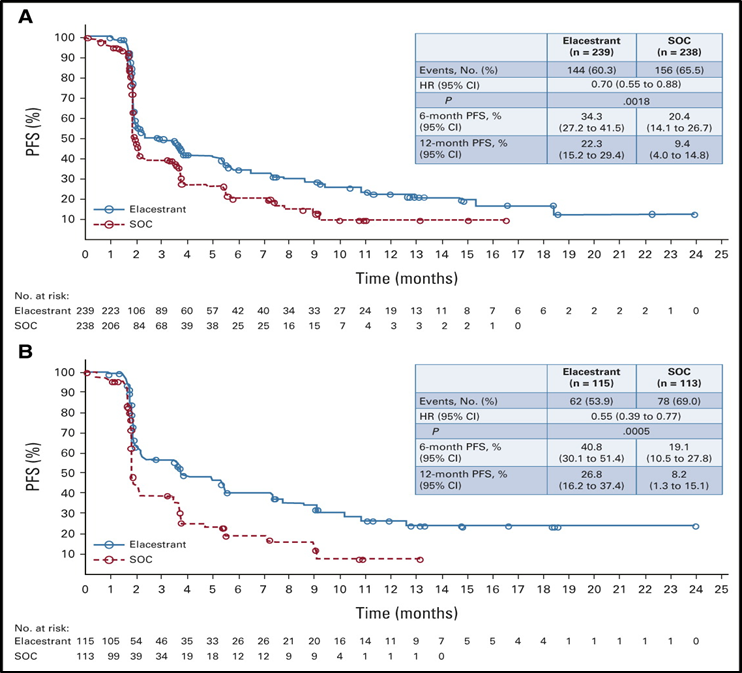 A
Elacestrant SOC
(n = 239) (n = 238)
Events, No. (%) 144 (60.3) 156 (65.5)
HR (95% CI) 0.70 (0.55 to 0.88)
P .0018
6-month PFS, % 34.3 20.4
(95% CI) (27.2 to 41.5) (14.1 to 26.7)
12-month PFS, % 22.3 9.4
(95% CI) (15.2 to 29.4) (4.0 to 14.8)
PFS (%)
100
90
80
70
60
50
40
30
20
10
Elacestrant
SOC
0 1 2 3 4 5 6 7 8 9 10 11 12 13 14 15 16 17 18 19 20 21 22 23 24 25
Time (months)
No. at risk:
Elacestrant 239 223 106 89 60 57 42 40 34 33 27 24 19 13 11 8 7 6 6 2 2 2 2 1 0
SOC 238 206 84 68 39 38 25 25 16 15 7 4 3 3 2 2 1 0
B
Elacestrant SOC
(n = 115) (n = 113)
Events, No. (%) 62 (53.9) 78 (69.0)
HR (95% CI) 0.55 (0.39 to 0.77)
P .0005
6-month PFS, % 40.8 19.1
(95% CI) (30.1 to 51.4) (10.5 to 27.8)
12-month PFS, % 26.8 8.2
(95% CI) (16.2 to 37.4) (1.3 to 15.1)
PFS (%)
100
90
80
70
60
50
40
30
20
10
Elacestrant
SOC
0 1 2 3 4 5 6 7 8 9 10 11 12 13 14 15 16 17 18 19 20 21 22 23 24 25
Time (months)
No. at risk:
Elacestrant 115 105 54 46 35 33 26 26 21 20 16 14 11 9 7 5 5 4 4 1 1 1 1 1 0
SOC 113 99 39 34 19 18 12 12 9 9 4 1 1 1 0